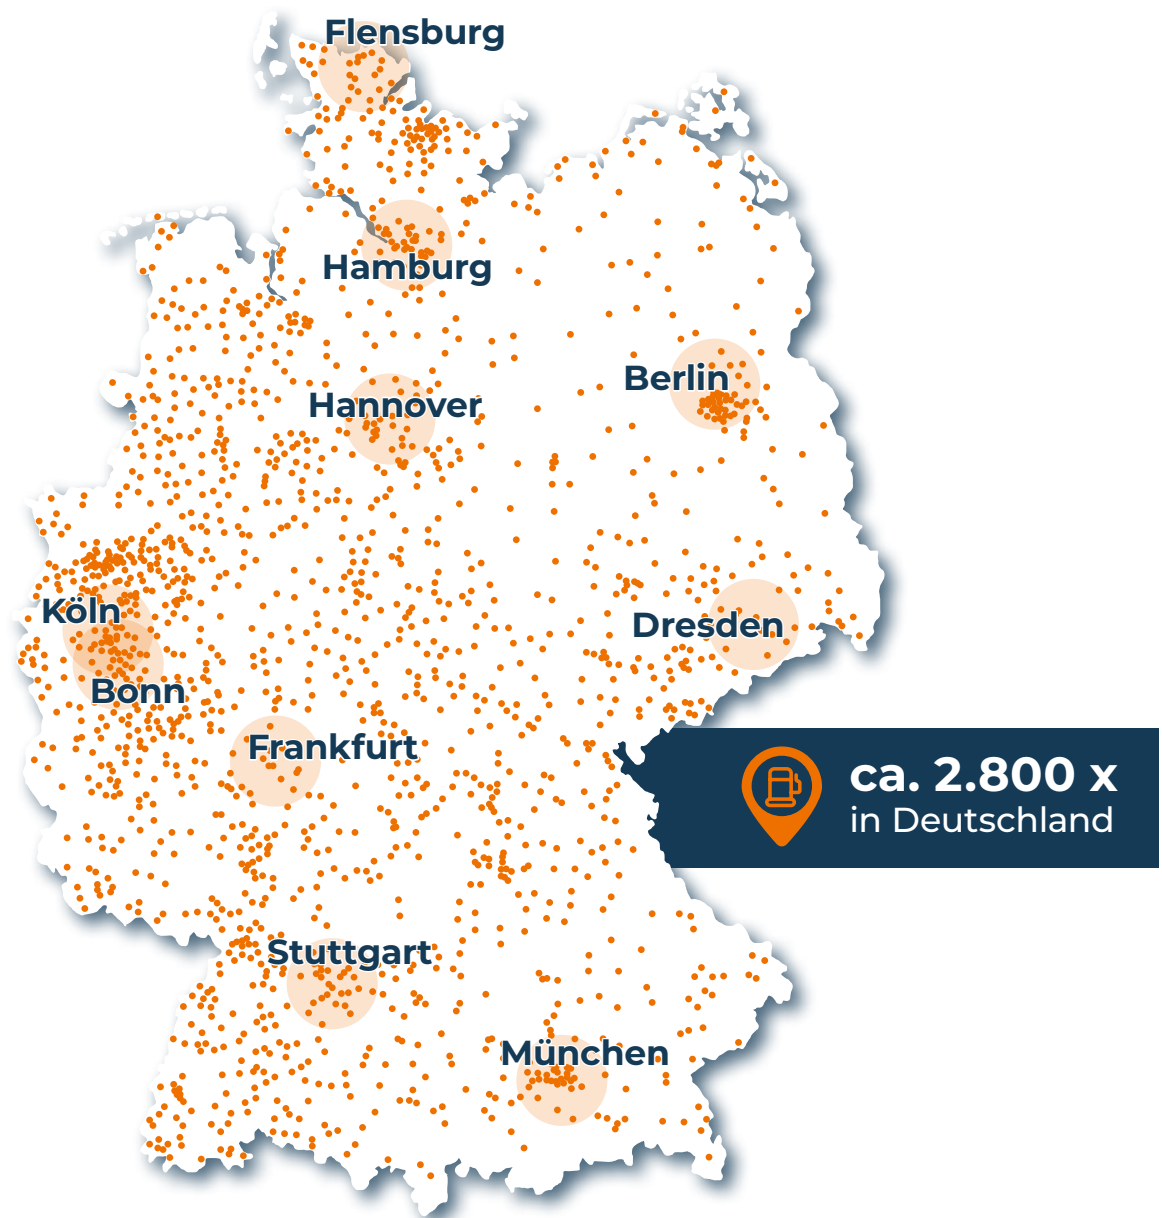 Flensburg
Hamburg
Berlin
Hannover
Köln
Dresden
Bonn
Frankfurt
ca. 2.800 x
in Deutschland
Stuttgart
München